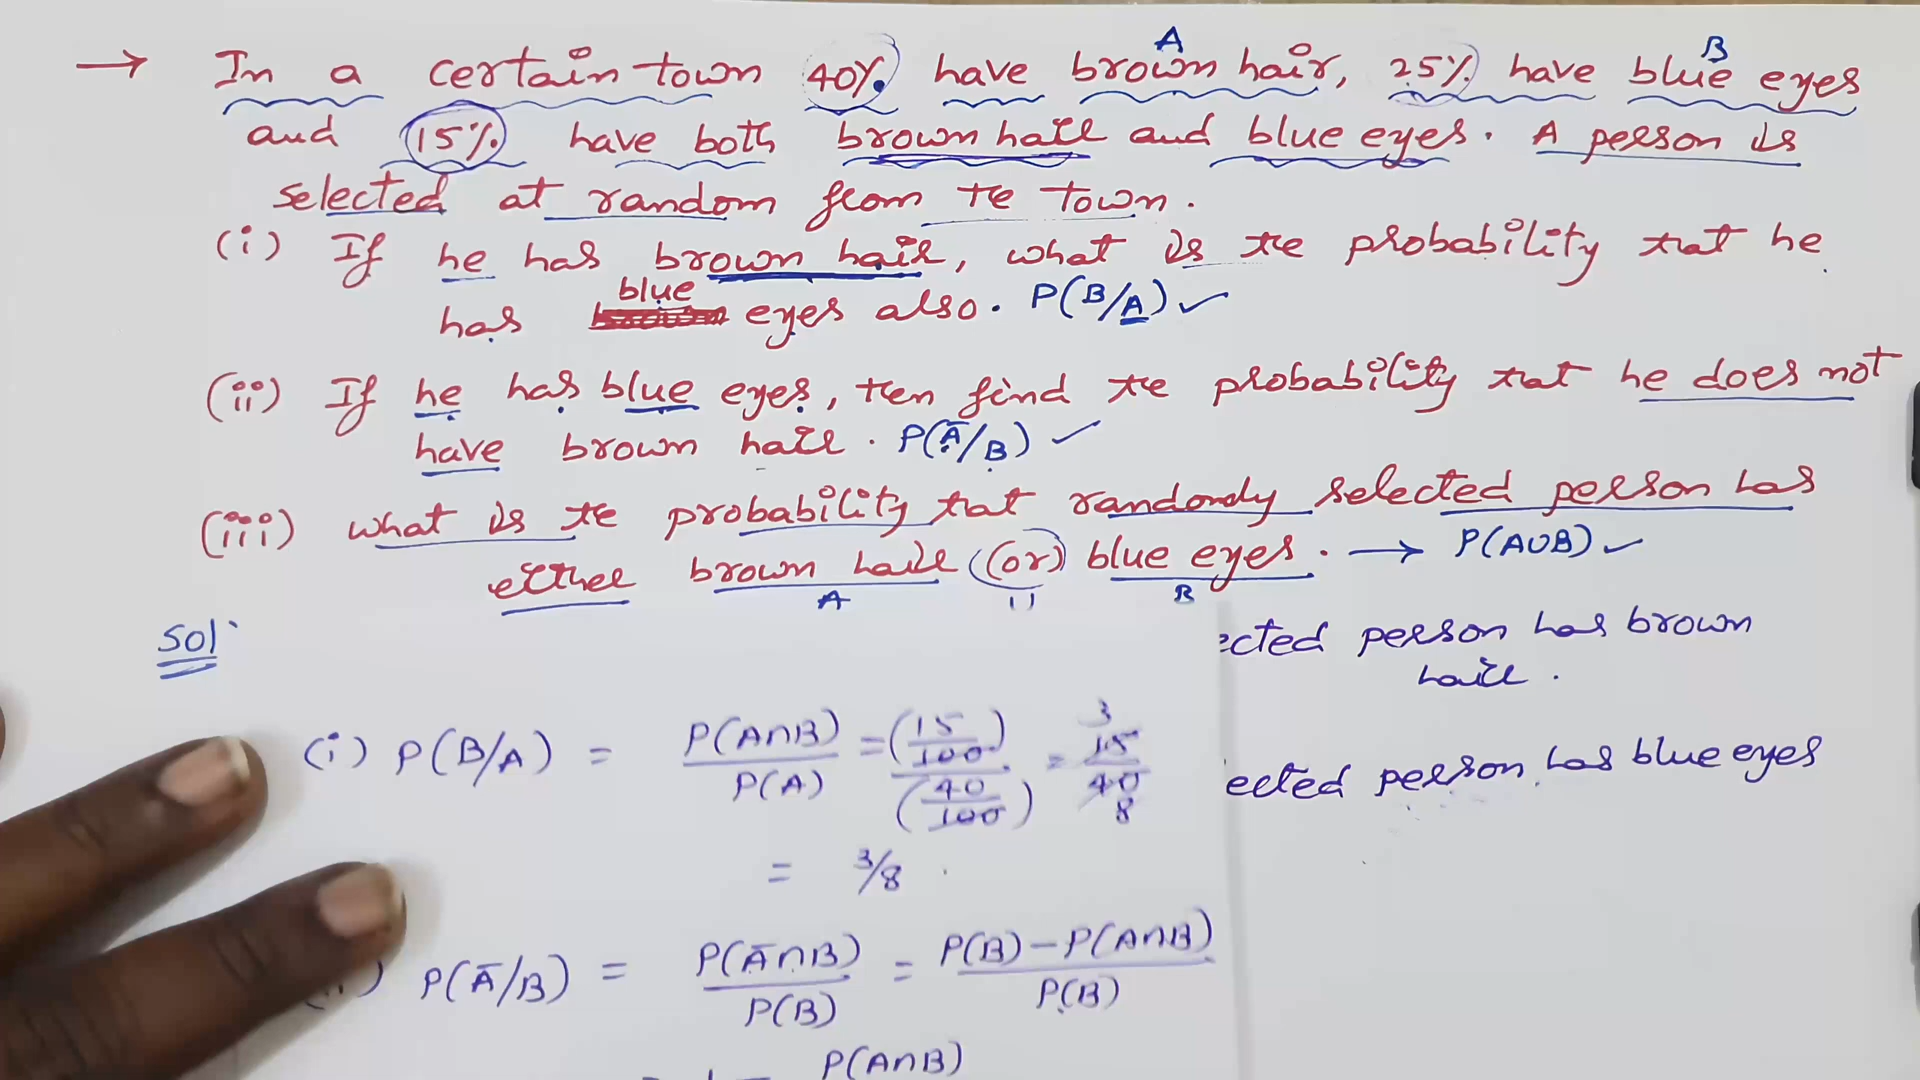 A B
→ In a certain town 40% have brown hair, 25% have blue eyes
and 15% have both brown hair and blue eyes. A person is
selected at random from the town.
(i) If he has brown hair, what is the probability that he
blue
has eyes also. P(B/A) ✓
(ii) If he has blue eyes, then find the probability that he does not
have brown hair. P(Ā/B) ✓
(iii) what is the probability that randomly selected person has
either brown hair (or) blue eyes. → P(A∪B) ✓
A U B
Sol
ected person has brown
hair.
(i) P(B/A) = P(A∩B)/P(A) = (15/100)/(40/100) = 15/40 3 8
ected person has blue eyes
= 3/8
) P(Ā/B) = P(Ā∩B)/P(B) = P(B)-P(A∩B)/P(B)
P(A∩B)